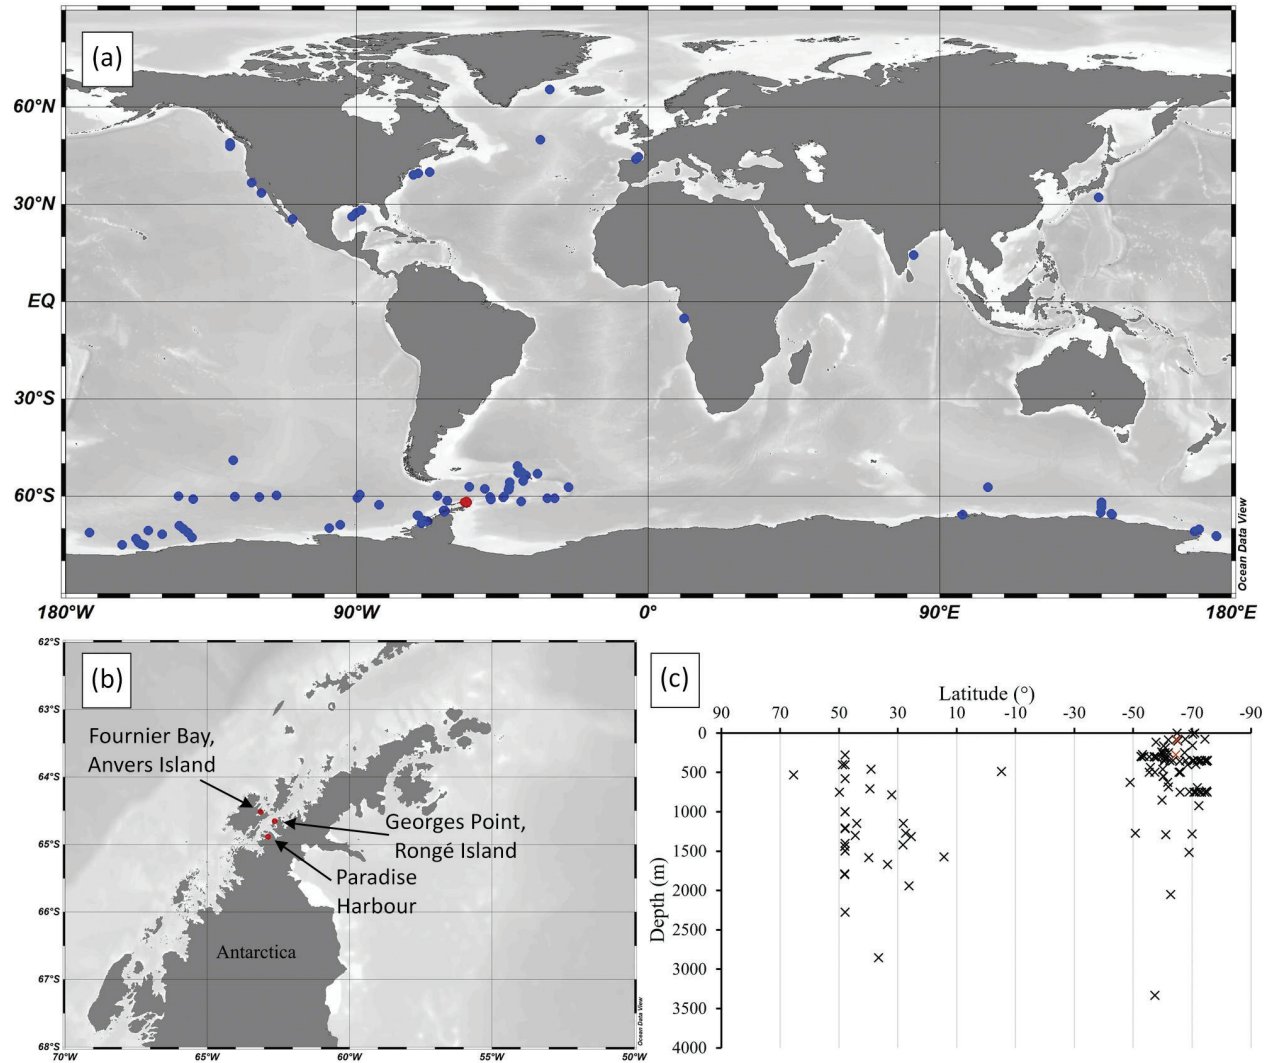 (a)
60°N
30°N
EQ
30°S
60°S
180°W
90°W
0°
90°E
180°E
Ocean Data View
(b)
62°S
63°S
64°S
65°S
66°S
67°S
68°S
70°W
65°W
60°W
55°W
50°W
Fournier Bay,
Anvers Island
Georges Point,
Rongé Island
Paradise
Harbour
Antarctica
Ocean Data View
(c)
Latitude (°)
90 70 50 30 10 -10 -30 -50 -70 -90
Depth (m)
0
500
1000
1500
2000
2500
3000
3500
4000